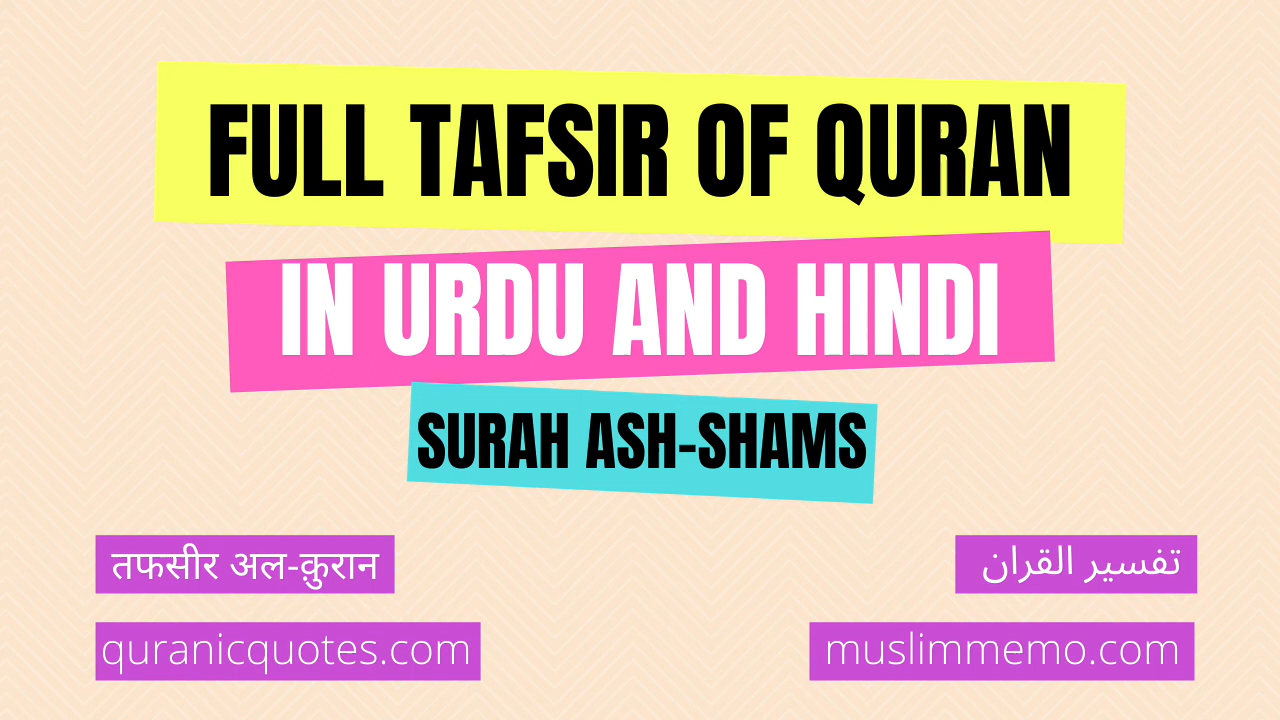 FULL TAFSIR OF QURAN
IN URDU AND HINDI
SURAH ASH-SHAMS
तफसीर अल-क़ुरान
تفسير القران
quranicquotes.com
muslimmemo.com